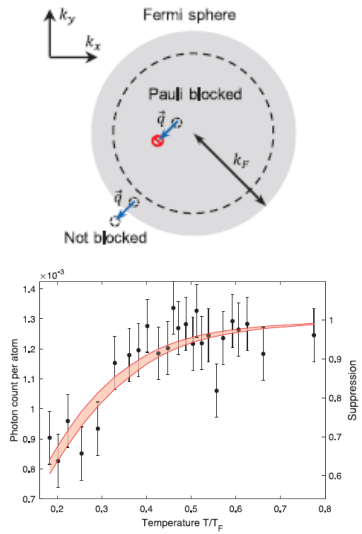 k_y
k_x
Fermi sphere
Pauli blocked
q⃗
k_F
q⃗
Not blocked
×10⁻³
1.4
1.3
1.2
1.1
1
0.9
0.8
0.7
Photon count per atom
1
0.9
0.8
0.7
0.6
Suppression
0.2 0.3 0.4 0.5 0.6 0.7 0.8
Temperature T/T_F